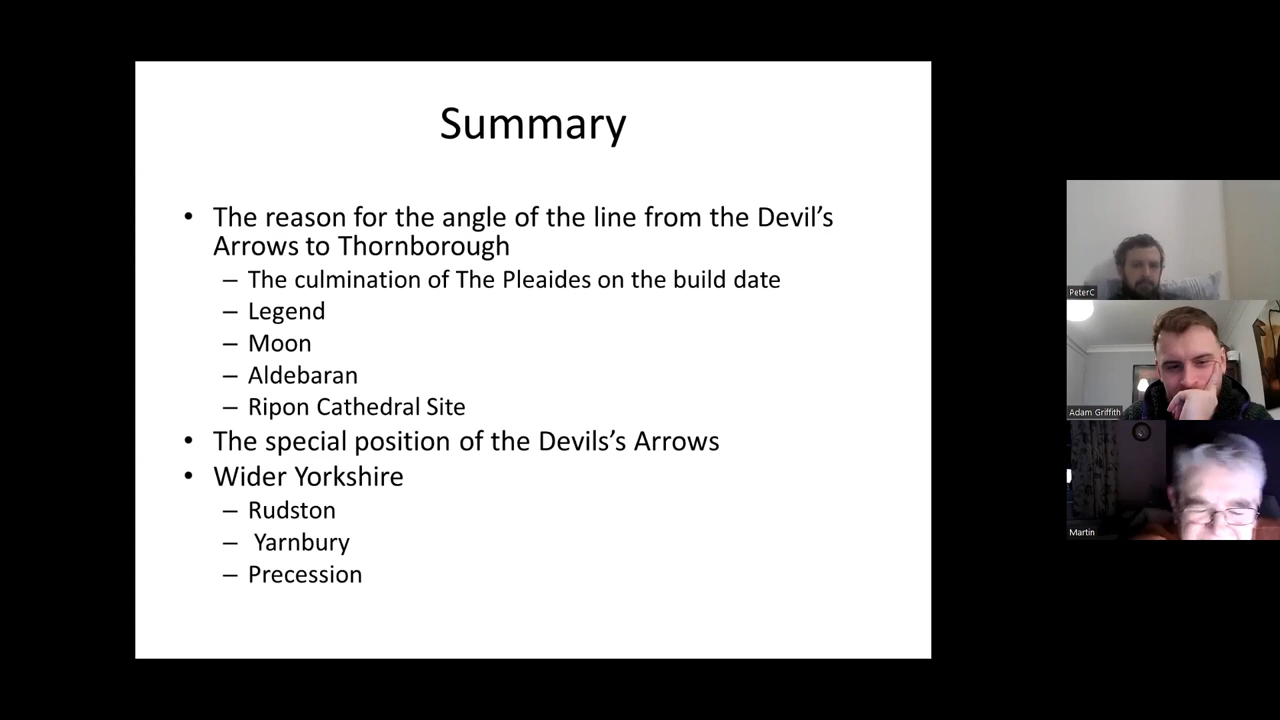 Summary
• The reason for the angle of the line from the Devil’s
Arrows to Thornborough
– The culmination of The Pleaides on the build date
– Legend
– Moon
– Aldebaran
– Ripon Cathedral Site
• The special position of the Devils’s Arrows
• Wider Yorkshire
– Rudston
– Yarnbury
– Precession
PeterC
Adam Griffith
Martin